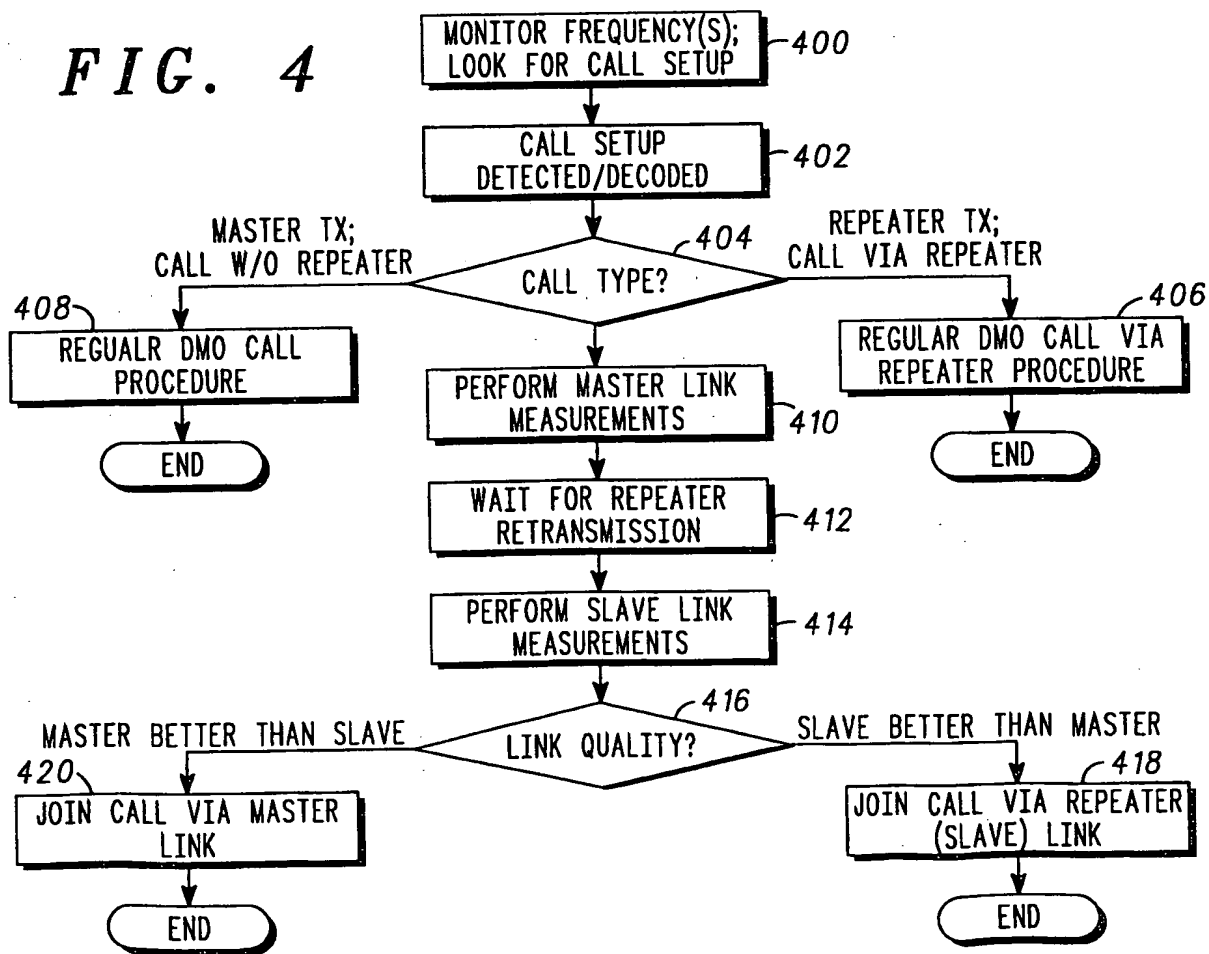 FIG. 4
MONITOR FREQUENCY(S);
LOOK FOR CALL SETUP
400
CALL SETUP
DETECTED/DECODED
402
MASTER TX;
CALL W/O REPEATER
404
CALL TYPE?
REPEATER TX;
CALL VIA REPEATER
408
REGUALR DMO CALL
PROCEDURE
END
406
REGULAR DMO CALL VIA
REPEATER PROCEDURE
END
PERFORM MASTER LINK
MEASUREMENTS
410
WAIT FOR REPEATER
RETRANSMISSION
412
PERFORM SLAVE LINK
MEASUREMENTS
414
MASTER BETTER THAN SLAVE
416
LINK QUALITY?
SLAVE BETTER THAN MASTER
420
JOIN CALL VIA MASTER
LINK
END
418
JOIN CALL VIA REPEATER
(SLAVE) LINK
END